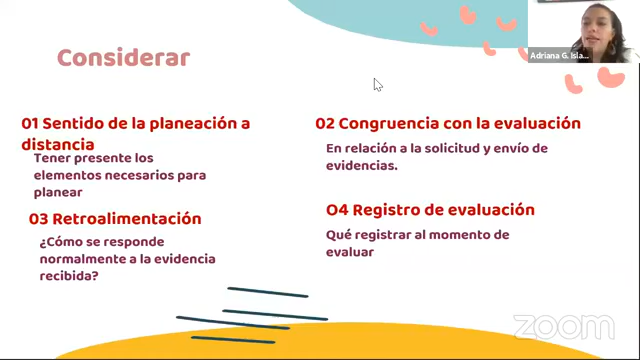 Considerar
Adriana G. Isla...
01 Sentido de la planeación a
distancia
Tener presente los
elementos necesarios para
planear
02 Congruencia con la evaluación
En relación a la solicitud y envío de
evidencias.
03 Retroalimentación
¿Cómo se responde
normalmente a la evidencia
recibida?
O4 Registro de evaluación
Qué registrar al momento de
evaluar
zoom